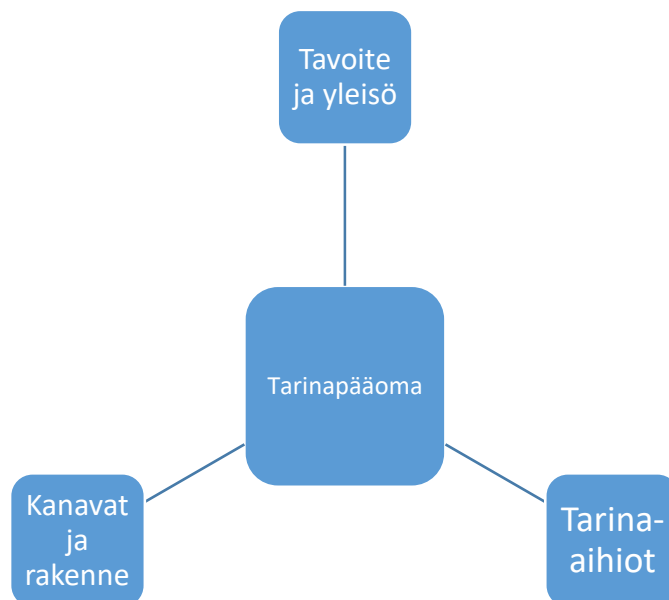 Tavoite
ja yleisö
Tarinapääoma
Kanavat
ja
rakenne
Tarina-
aihiot